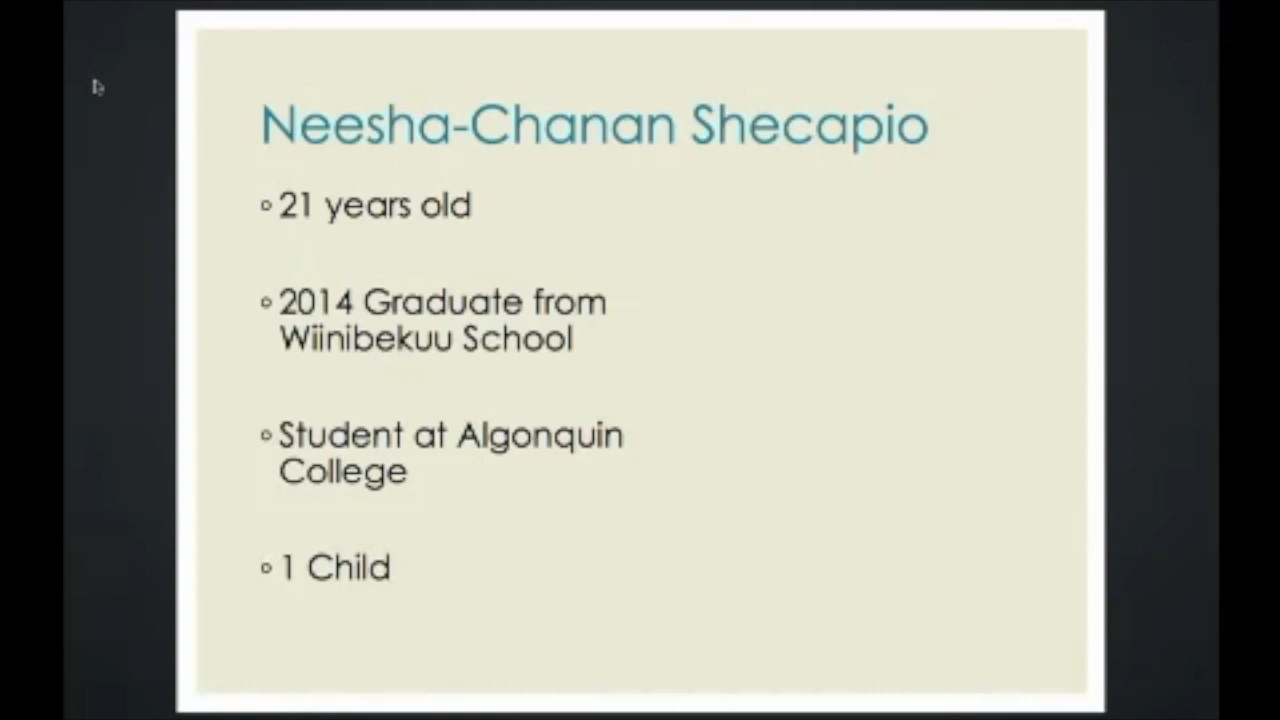 Neesha-Chanan Shecapio
◦ 21 years old
◦ 2014 Graduate from
Wiinibekuu School
◦ Student at Algonquin
College
◦ 1 Child